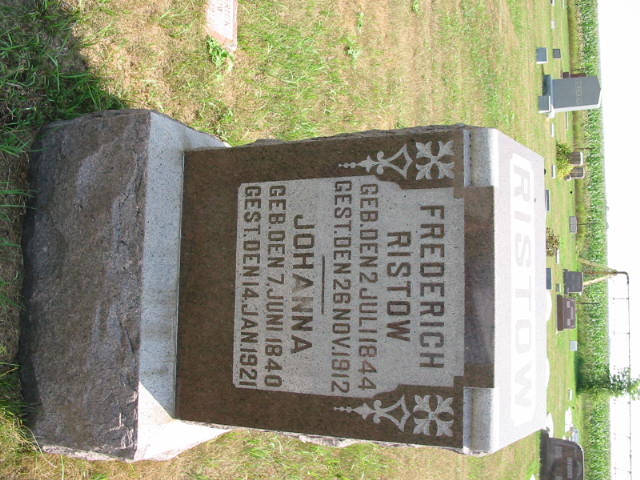 RISTOW
FREDERICH
RISTOW
GEB. DEN 2 JULI 1844
GEST. DEN 26 NOV. 1912
JOHANNA
GEB. DEN 7. JUNI 1840
GEST. DEN 14. JAN. 1921